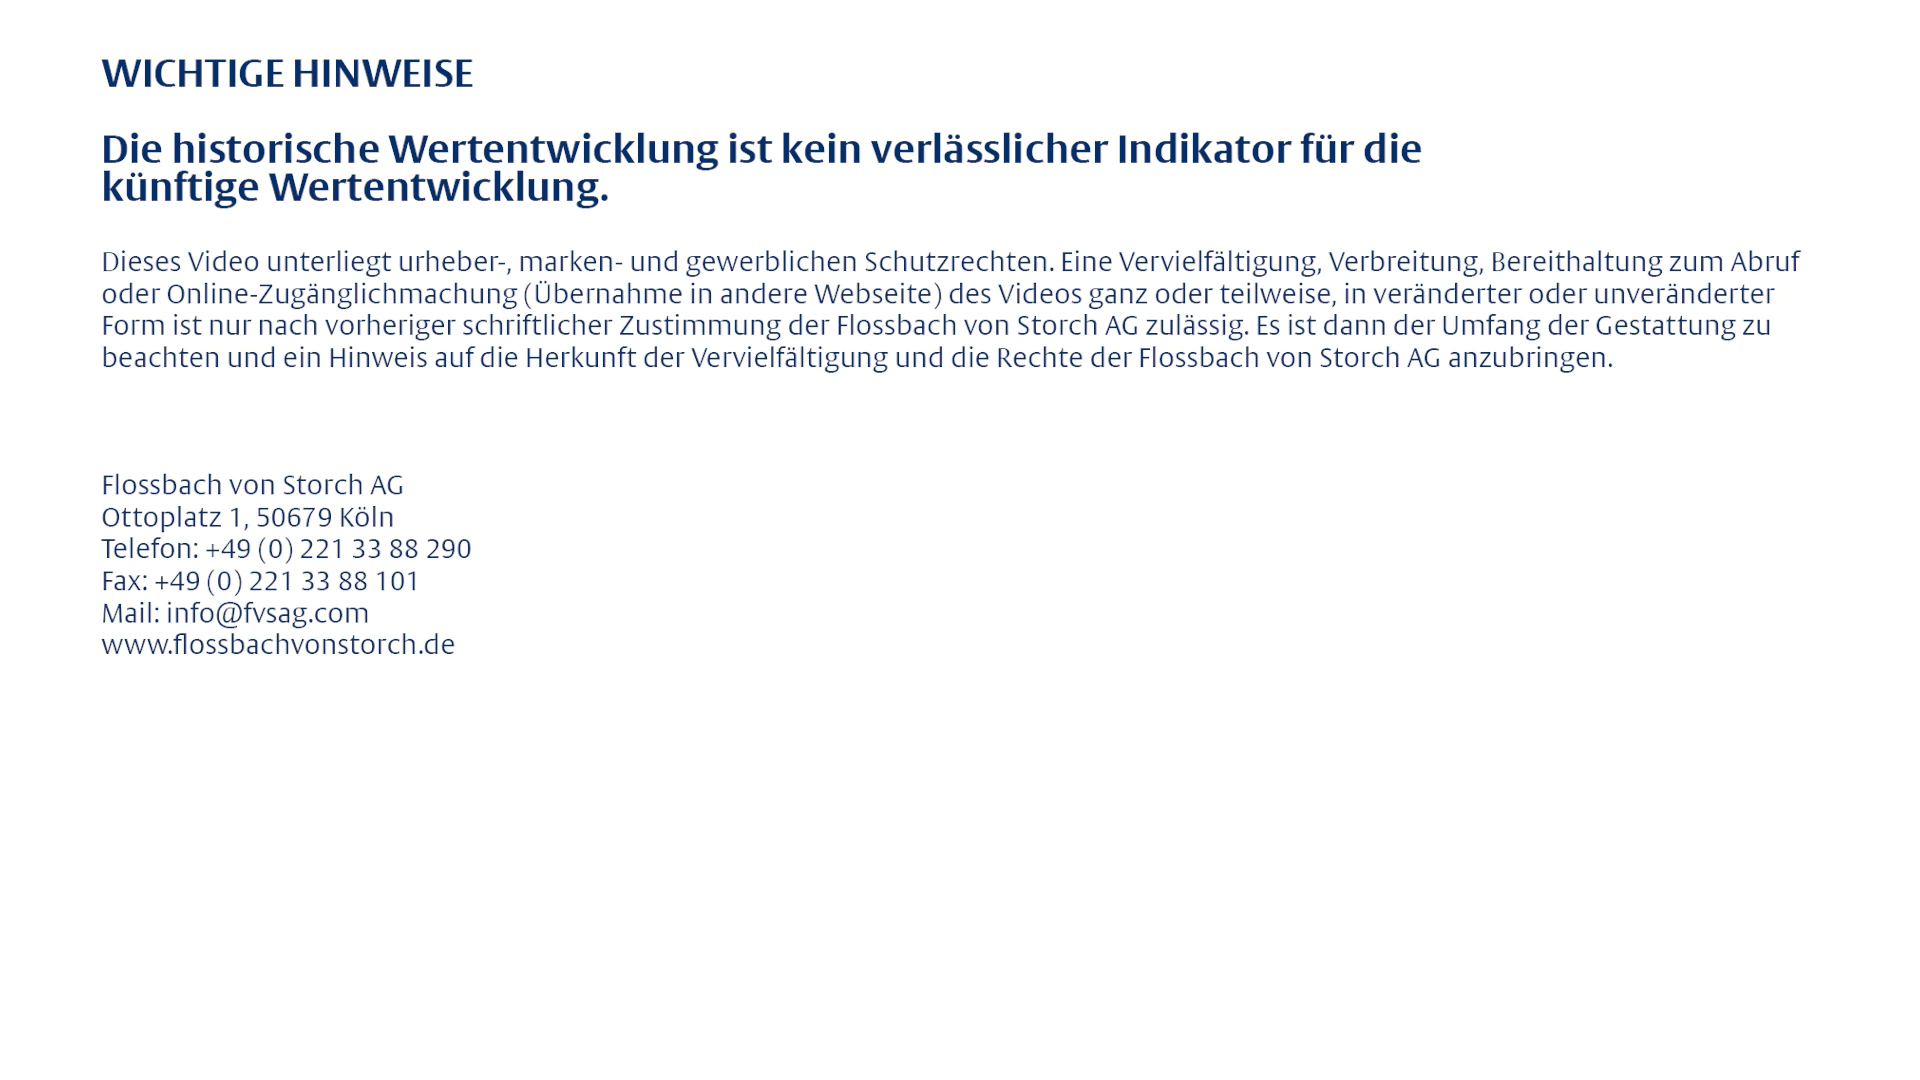 WICHTIGE HINWEISE
Die historische Wertentwicklung ist kein verlässlicher Indikator für die
künftige Wertentwicklung.
Dieses Video unterliegt urheber-, marken- und gewerblichen Schutzrechten. Eine Vervielfältigung, Verbreitung, Bereithaltung zum Abruf
oder Online-Zugänglichmachung (Übernahme in andere Webseite) des Videos ganz oder teilweise, in veränderter oder unveränderter
Form ist nur nach vorheriger schriftlicher Zustimmung der Flossbach von Storch AG zulässig. Es ist dann der Umfang der Gestattung zu
beachten und ein Hinweis auf die Herkunft der Vervielfältigung und die Rechte der Flossbach von Storch AG anzubringen.
Flossbach von Storch AG
Ottoplatz 1, 50679 Köln
Telefon: +49 (0) 221 33 88 290
Fax: +49 (0) 221 33 88 101
Mail: info@fvsag.com
www.flossbachvonstorch.de